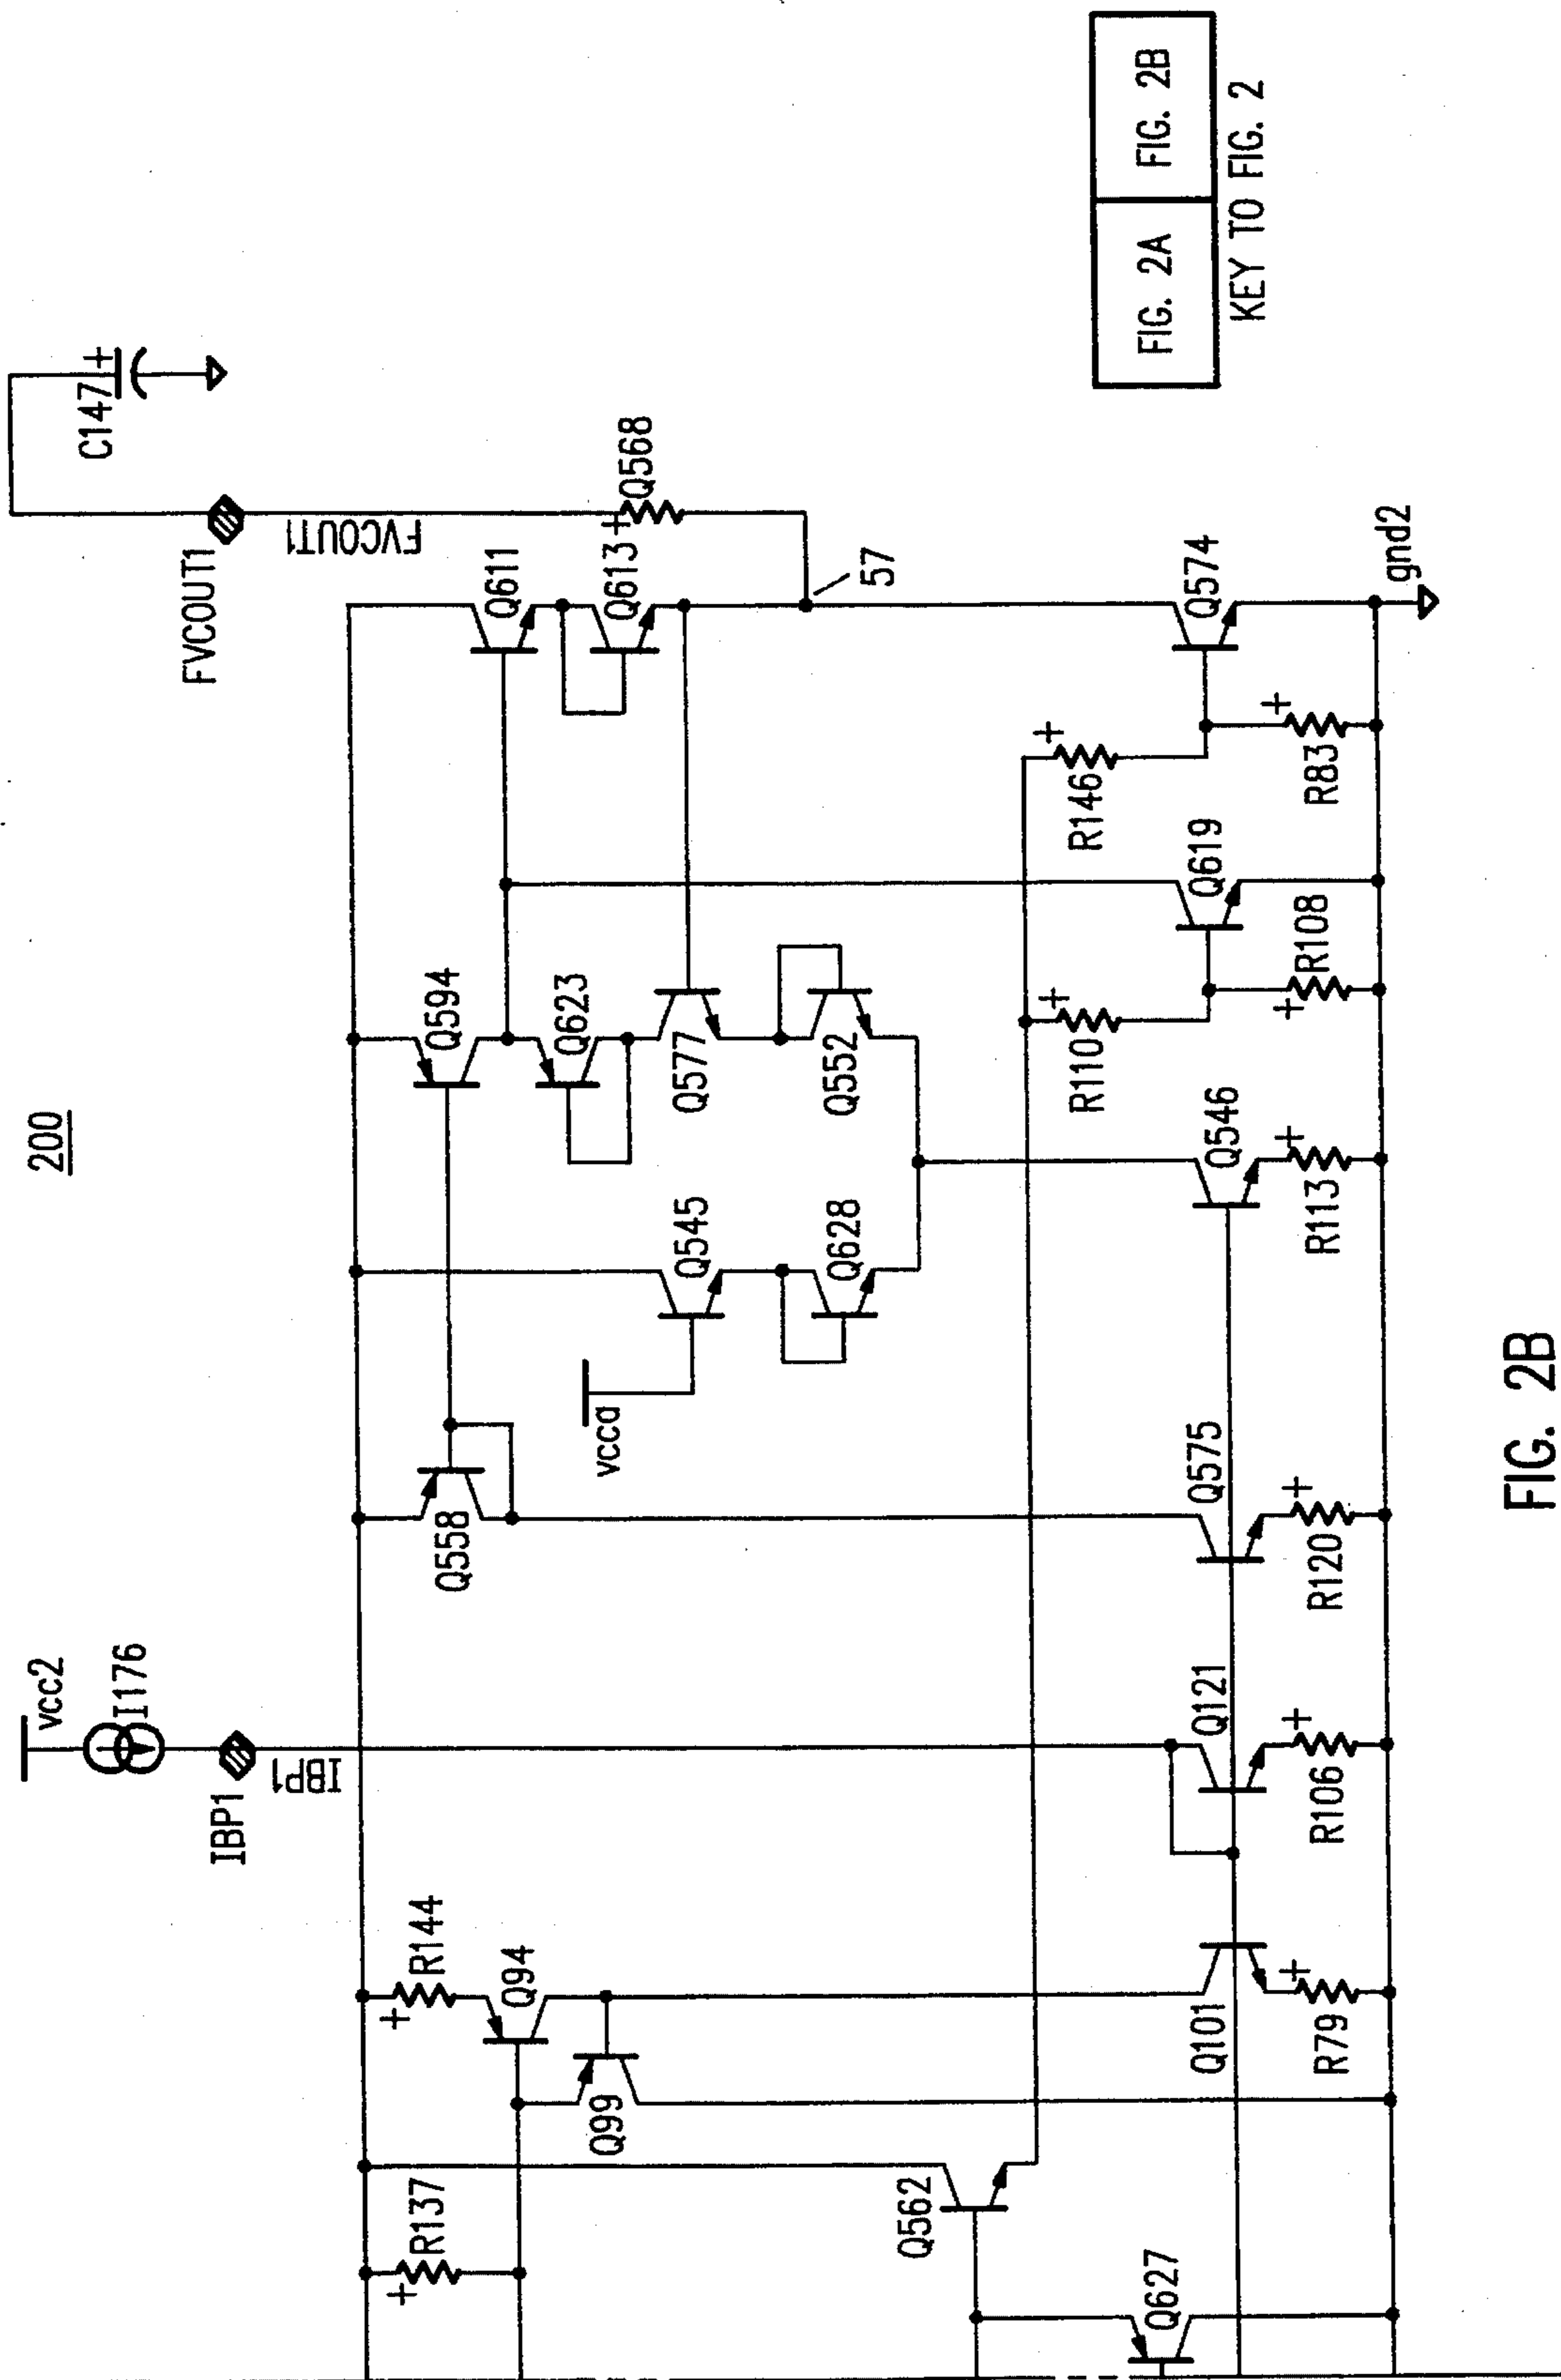 200
C147
+
FVCOUT1
FVCOUT1
+
Q568
Q611
Q613
57
Q574
gnd2
R146
+
R83
+
Q619
R110
+
R108
+
Q594
Q623
Q577
Q552
Q546
R113
+
Q545
Q628
vcca
Q558
Q575
R120
+
vcc2
I176
IBP1
IBP1
Q121
R106
+
R144
+
Q94
Q99
Q101
R79
+
R137
+
Q562
Q627
FIG. 2A
FIG. 2B
KEY TO FIG. 2
FIG. 2B